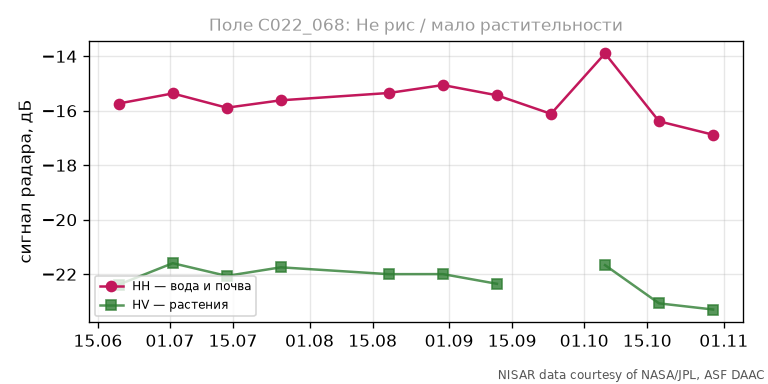 Поле C022_068: Не рис / мало растительности
сигнал радара, дБ
−14
−16
−18
−20
−22
HH — вода и почва
HV — растения
15.06 01.07 15.07 01.08 15.08 01.09 15.09 01.10 15.10 01.11
NISAR data courtesy of NASA/JPL, ASF DAAC